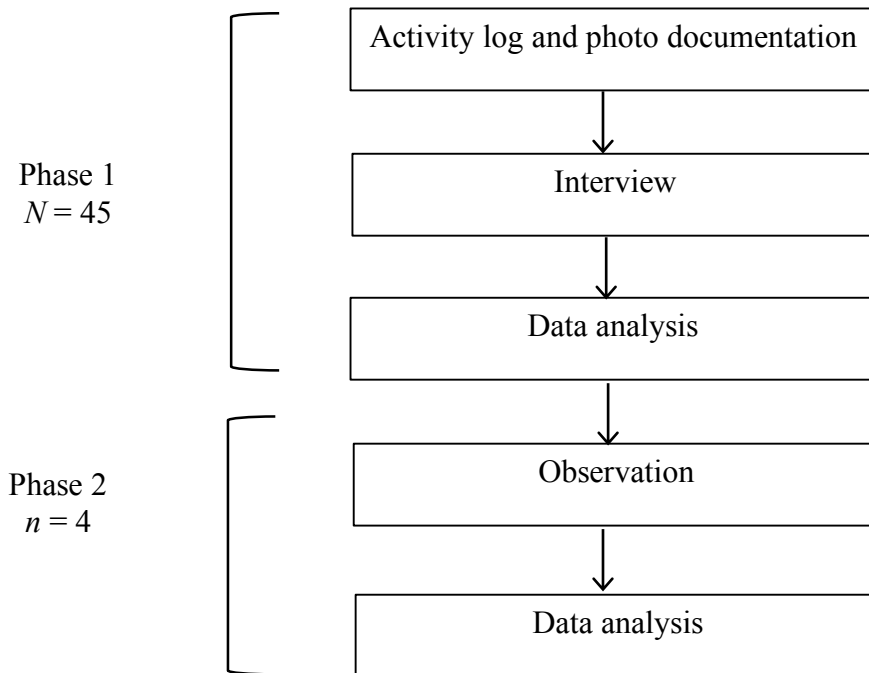 Activity log and photo documentation
Phase 1
N = 45
Interview
Data analysis
Phase 2
n = 4
Observation
Data analysis